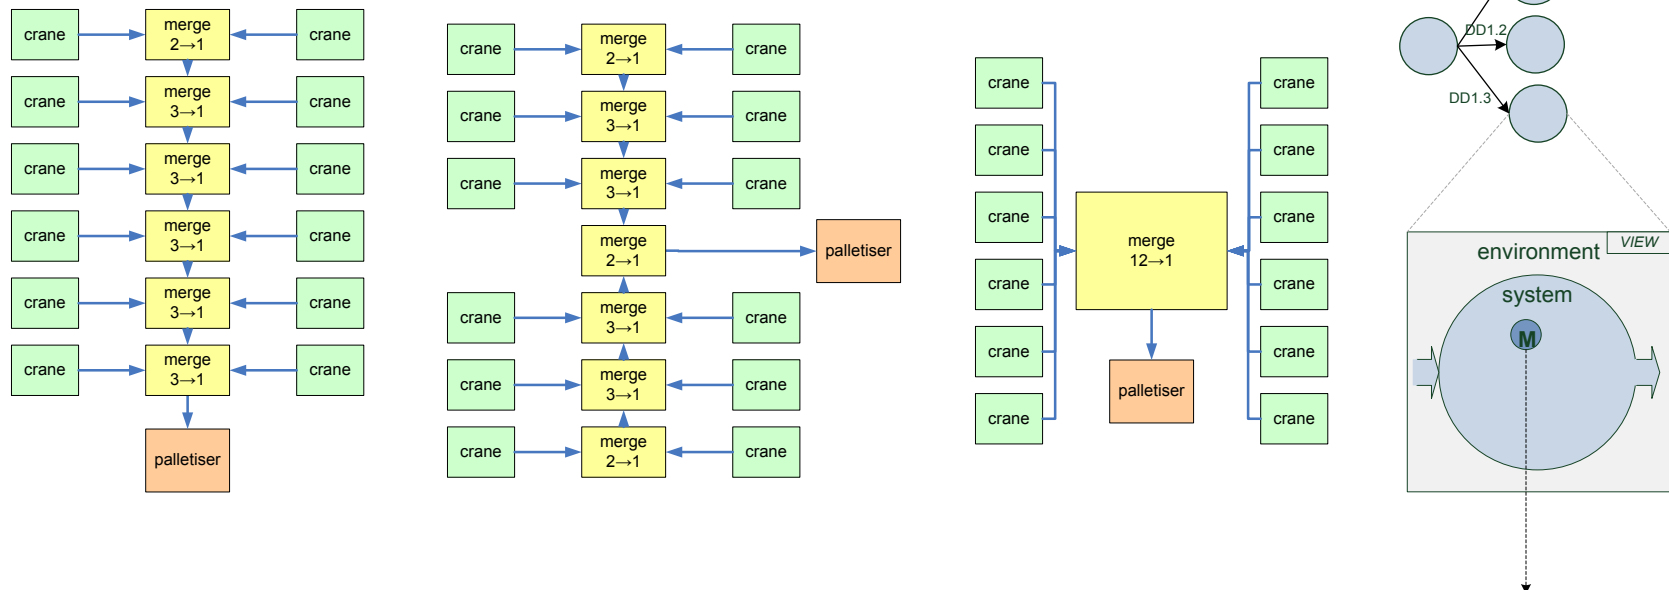 crane
merge
2→1
crane
crane
merge
3→1
crane
crane
merge
3→1
crane
crane
merge
3→1
crane
crane
merge
3→1
crane
crane
merge
3→1
crane
palletiser
crane
merge
2→1
crane
crane
merge
3→1
crane
crane
merge
3→1
crane
merge
2→1
palletiser
crane
merge
3→1
crane
crane
merge
3→1
crane
crane
merge
2→1
crane
crane
crane
crane
crane
crane
crane
merge
12→1
palletiser
crane
crane
crane
crane
crane
crane
DD1.2
DD1.3
VIEW
environment
system
M